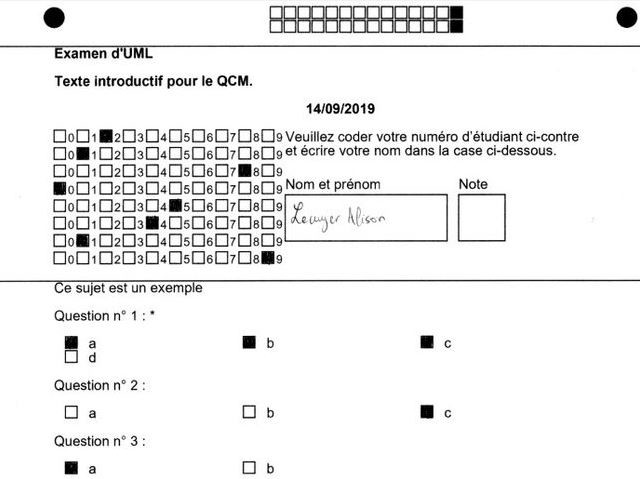 Examen d'UML
Texte introductif pour le QCM.
14/09/2019
0 1 2 3 4 5 6 7 8 9 Veuillez coder votre numéro d'étudiant ci-contre
0 1 2 3 4 5 6 7 8 9 et écrire votre nom dans la case ci-dessous.
0 1 2 3 4 5 6 7 8 9
0 1 2 3 4 5 6 7 8 9 Nom et prénom Note
0 1 2 3 4 5 6 7 8 9
0 1 2 3 4 5 6 7 8 9 Alison
0 1 2 3 4 5 6 7 8 9
0 1 2 3 4 5 6 7 8 9
Ce sujet est un exemple
Question n° 1 : *
a b c
d
Question n° 2 :
a b c
Question n° 3 :
a b